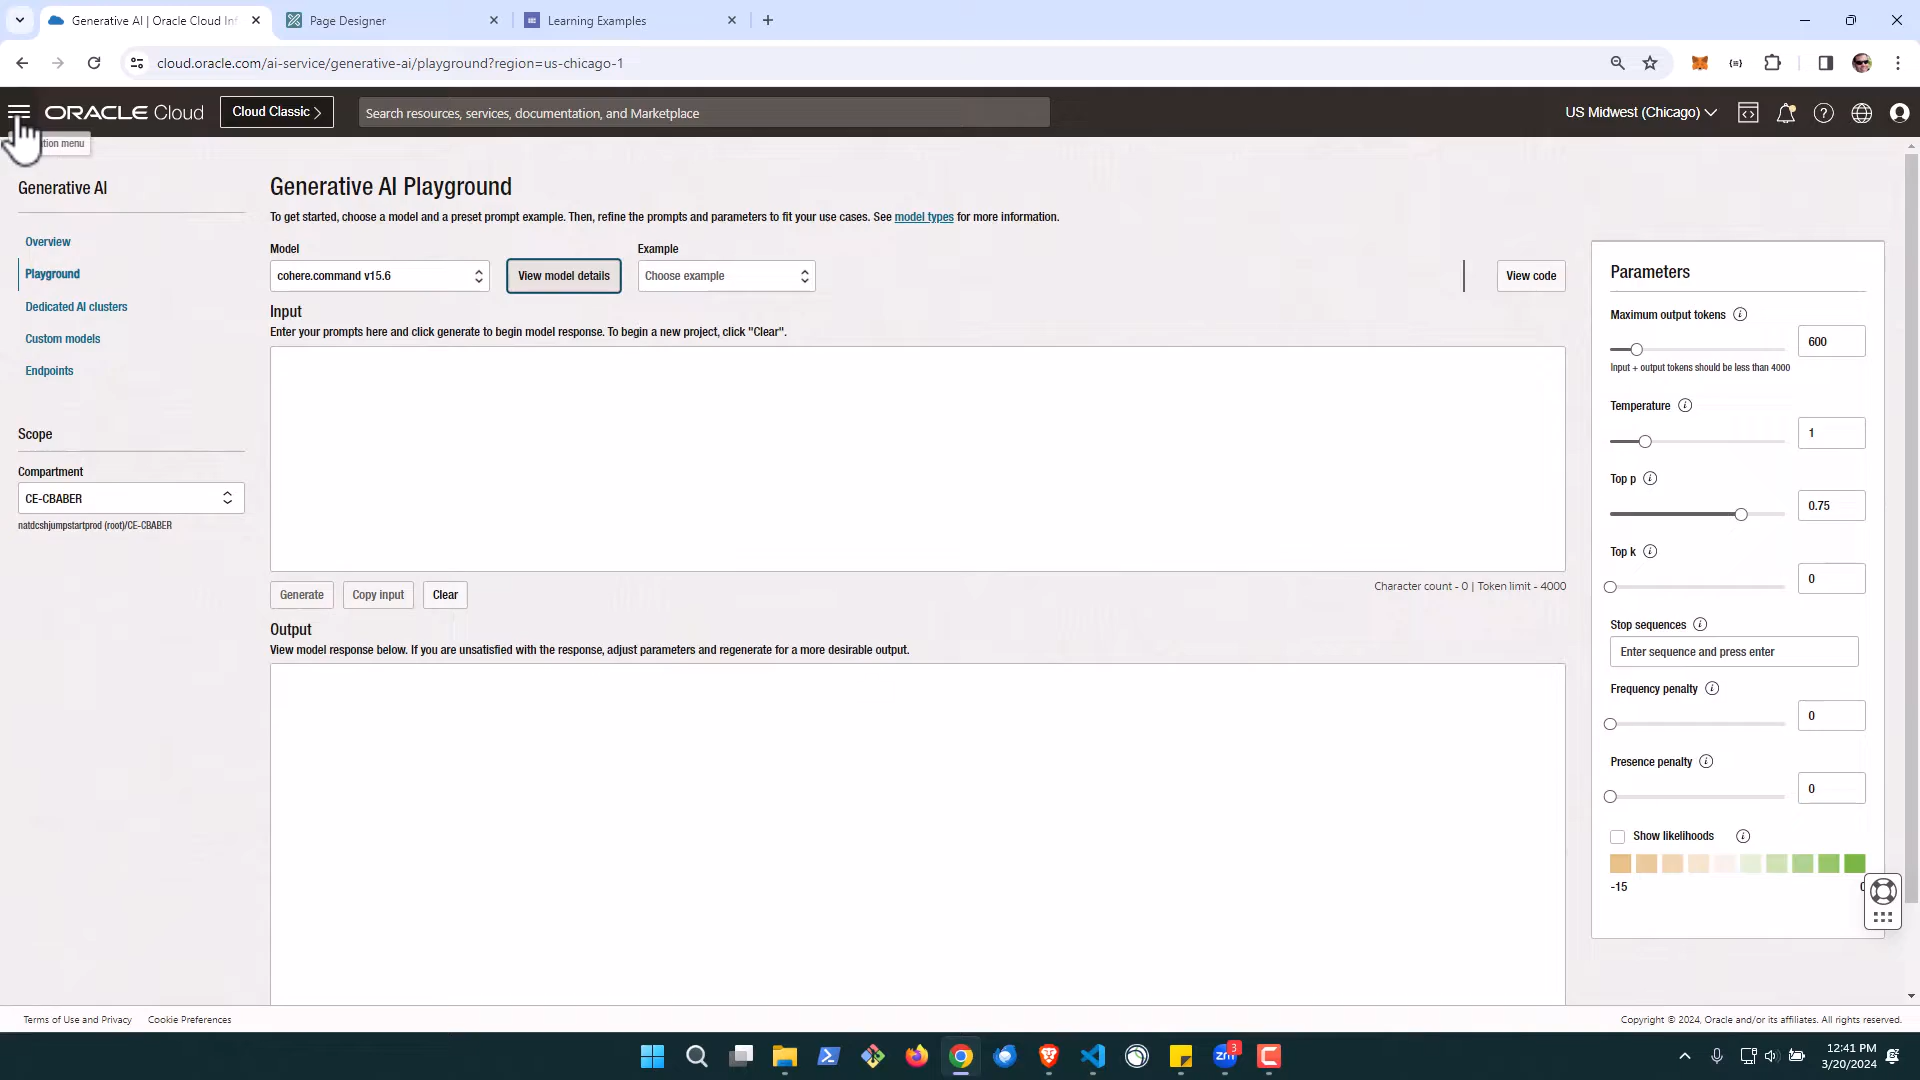 Generative AI | Oracle Cloud Inf
Page Designer
Learning Examples
cloud.oracle.com/ai-service/generative-ai/playground?region=us-chicago-1
ORACLE Cloud
Cloud Classic >
Search resources, services, documentation, and Marketplace
US Midwest (Chicago)
tion menu
Generative AI
Overview
Playground
Dedicated AI clusters
Custom models
Endpoints
Scope
Compartment
CE-CBABER
natdcshjumpstartprod (root)/CE-CBABER
Generative AI Playground
To get started, choose a model and a preset prompt example. Then, refine the prompts and parameters to fit your use cases. See model types for more information.
Model
cohere.command v15.6
View model details
Example
Choose example
View code
Input
Enter your prompts here and click generate to begin model response. To begin a new project, click "Clear".
Generate
Copy input
Clear
Character count - 0 | Token limit - 4000
Output
View model response below. If you are unsatisfied with the response, adjust parameters and regenerate for a more desirable output.
Parameters
Maximum output tokens
600
Input + output tokens should be less than 4000
Temperature
1
Top p
0.75
Top k
0
Stop sequences
Enter sequence and press enter
Frequency penalty
0
Presence penalty
0
Show likelihoods
-15
Terms of Use and Privacy
Cookie Preferences
Copyright © 2024, Oracle and/or its affiliates. All rights reserved.
zm
3
12:41 PM
3/20/2024